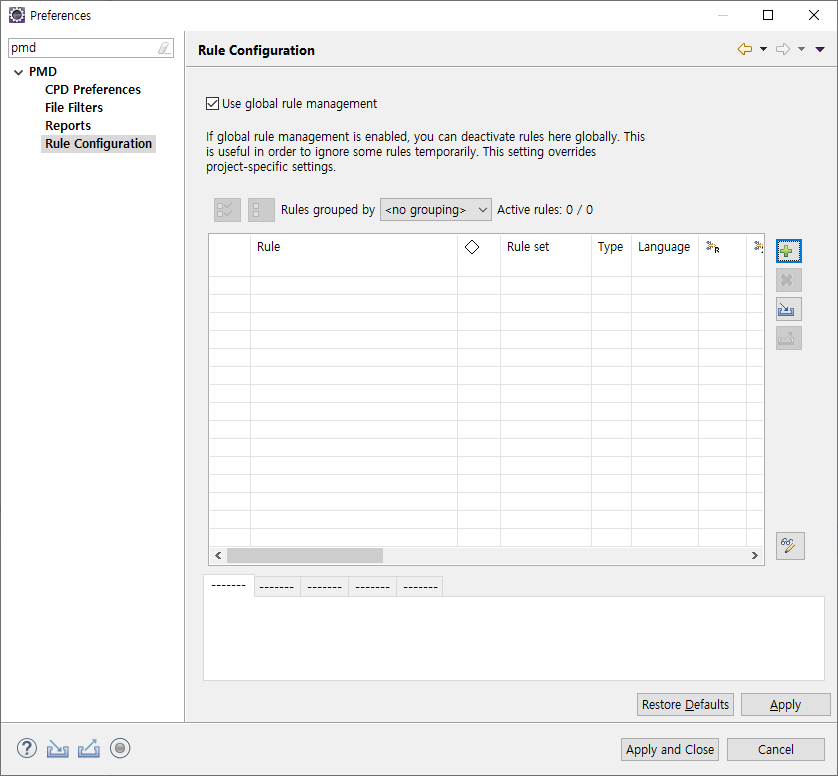 Preferences
pmd
PMD
CPD Preferences
File Filters
Reports
Rule Configuration
Rule Configuration
Use global rule management
If global rule management is enabled, you can deactivate rules here globally. This
is useful in order to ignore some rules temporarily. This setting overrides
project-specific settings.
Rules grouped by <no grouping> Active rules: 0 / 0
Rule Rule set Type Language R
------- ------- ------- ------- -------
Restore Defaults Apply
Apply and Close Cancel